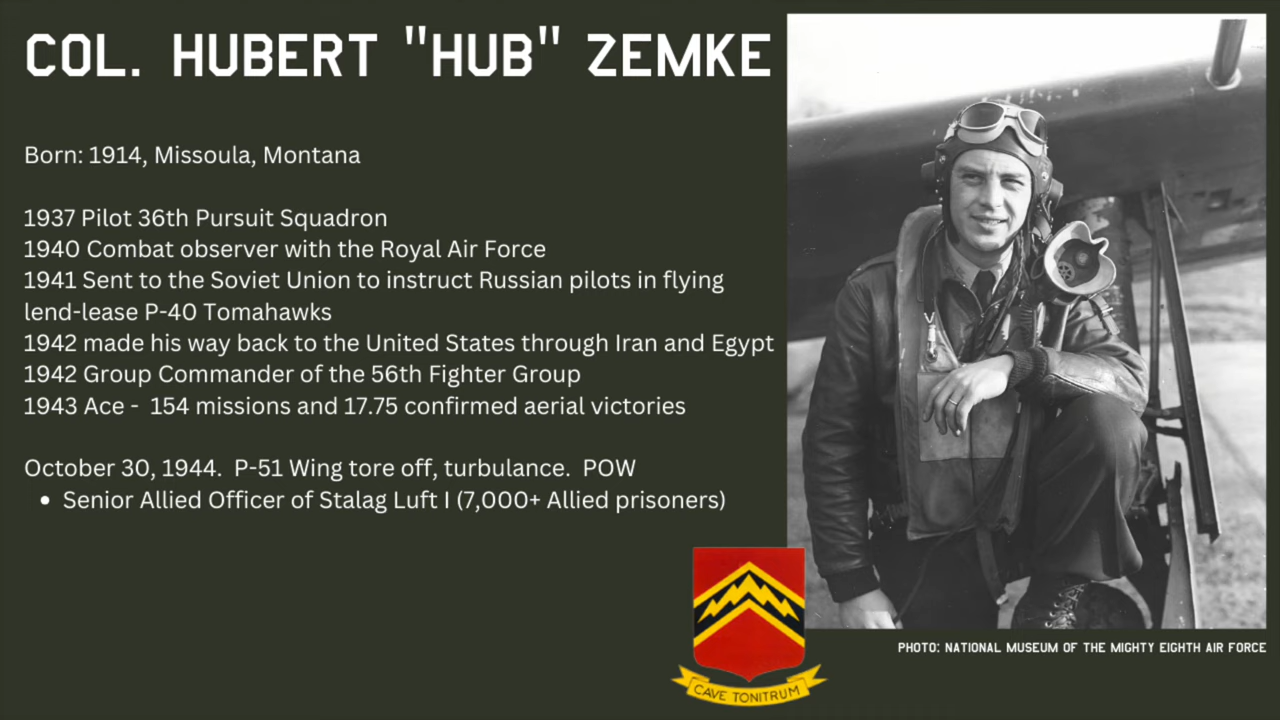 COL. HUBERT "HUB" ZEMKE
Born: 1914, Missoula, Montana
1937 Pilot 36th Pursuit Squadron
1940 Combat observer with the Royal Air Force
1941 Sent to the Soviet Union to instruct Russian pilots in flying
lend-lease P-40 Tomahawks
1942 made his way back to the United States through Iran and Egypt
1942 Group Commander of the 56th Fighter Group
1943 Ace -  154 missions and 17.75 confirmed aerial victories
October 30, 1944.  P-51 Wing tore off, turbulance.  POW
• Senior Allied Officer of Stalag Luft I (7,000+ Allied prisoners)
PHOTO: NATIONAL MUSEUM OF THE MIGHTY EIGHTH AIR FORCE
CAVE TONITRUM